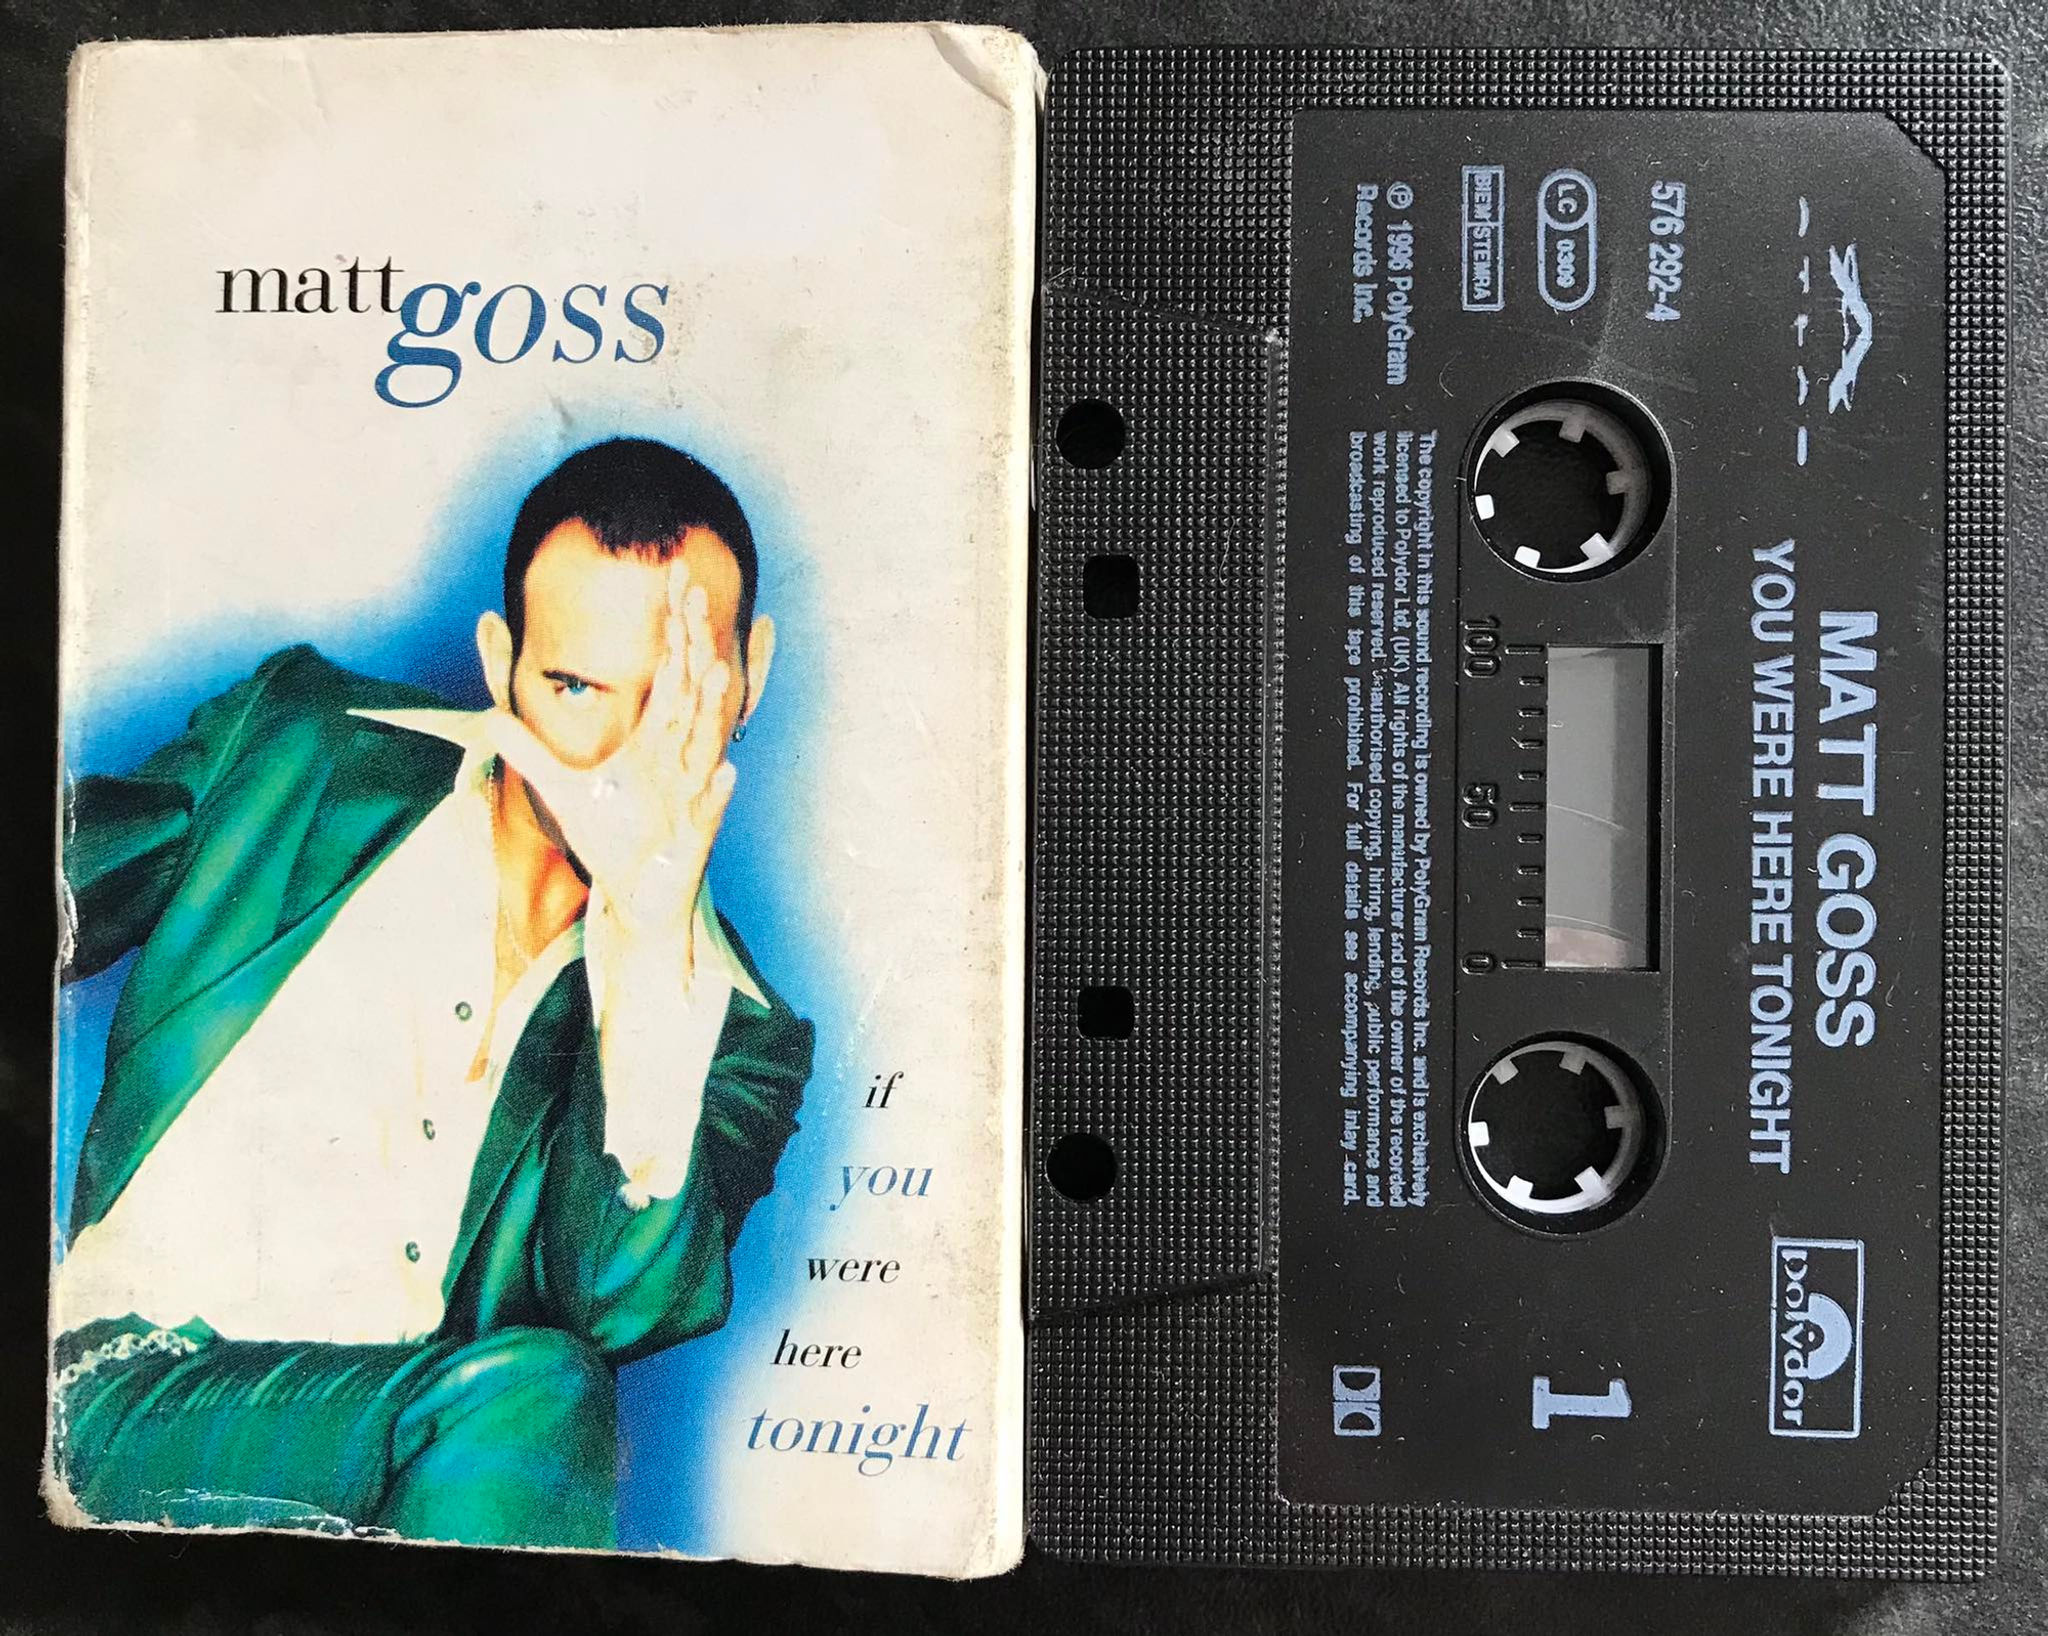 matt
goss
if
you
were
here
tonight
MATT GOSS
YOU WERE HERE TONIGHT
polydor
576 292-4
LC 0309
BIEM STEMRA
℗ 1996 PolyGram
Records Inc.
1
100
50
0
The copyright in this sound recording is owned by PolyGram Records Inc. and is exclusively
licensed to Polydor Ltd. (UK). All rights of the manufacturer and of the owner of the recorded
work reproduced reserved. Unauthorised copying, hiring, lending, public performance and
broadcasting of this tape prohibited. For full details see accompanying inlay card.